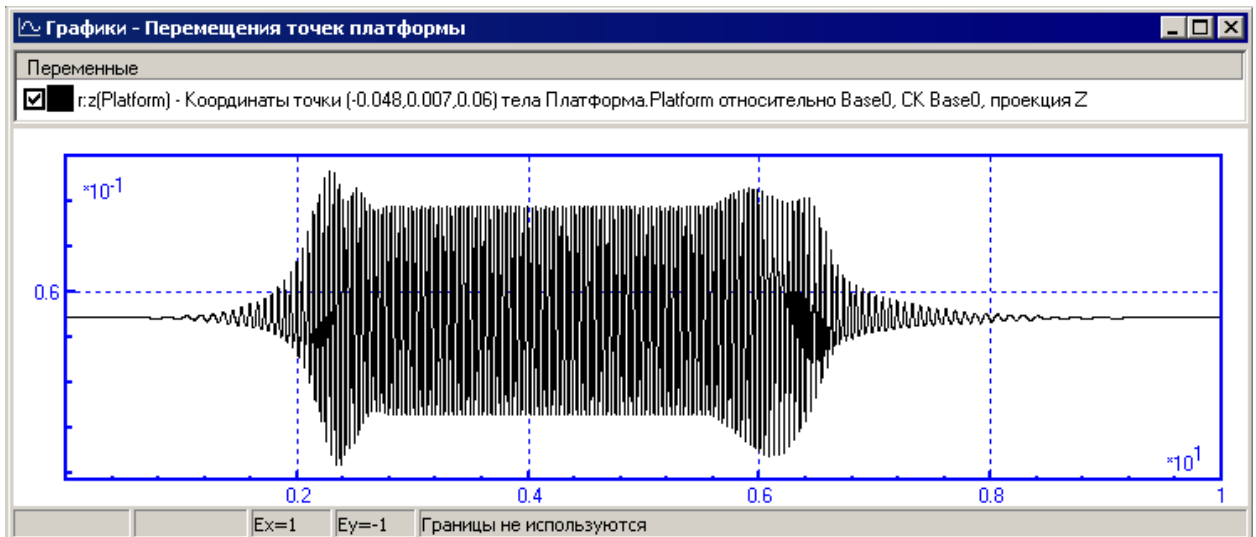 Графики - Перемещения точек платформы
Переменные
r:z(Platform) - Координаты точки (-0.048,0.007,0.06) тела Платформа.Platform относительно Base0, СК Base0, проекция Z
*10-1
0.6
*101
0.2 0.4 0.6 0.8 1
Ex=1 Ey=-1 Границы не используются